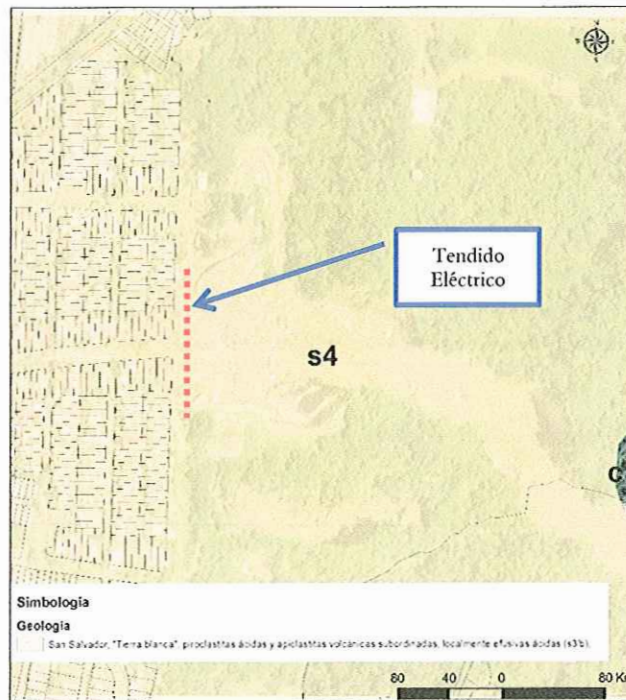 Tendido
Eléctrico
s4
c
Simbología
Geología
San Salvador, "Tierra blanca": piroclastitas ácidas y epiclastitas volcánicas subordinadas, localmente efusivas ácidas (s3'b).
80 40 0 80 Km